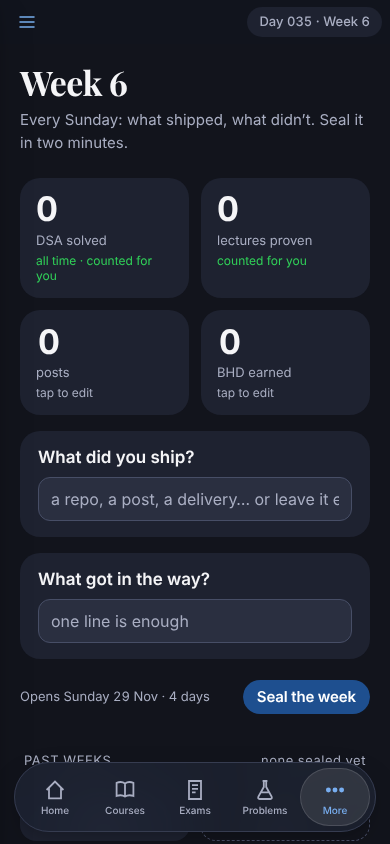 Day 035 · Week 6
Week 6
Every Sunday: what shipped, what didn’t. Seal it
in two minutes.
0
DSA solved
all time · counted for
you
0
lectures proven
counted for you
0
posts
tap to edit
0
BHD earned
tap to edit
What did you ship?
a repo, a post, a delivery… or leave it
What got in the way?
one line is enough
Opens Sunday 29 Nov · 4 days
Seal the week
PAST WEEKS
none sealed yet
Home
Courses
Exams
Problems
More